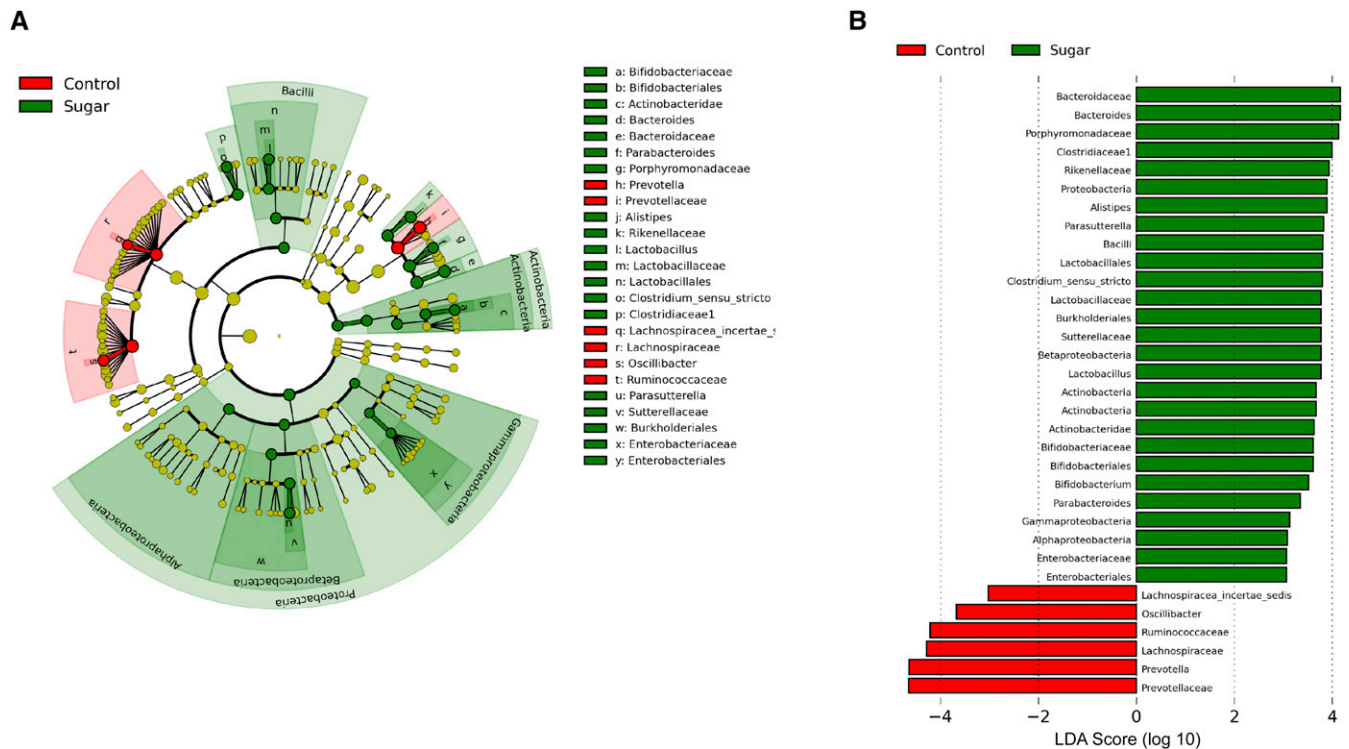 A
Control
Sugar
Bacilli
n
m
l
p
o
r
q
t
s
k
j
i
h
g
f
e
d
Actinobacteria
Actinobacteria
a
b
c
Gammaproteobacteria
x
y
Alphaproteobacteria
u
v
w
Betaproteobacteria
Proteobacteria
a: Bifidobacteriaceae
b: Bifidobacteriales
c: Actinobacteridae
d: Bacteroides
e: Bacteroidaceae
f: Parabacteroides
g: Porphyromonadaceae
h: Prevotella
i: Prevotellaceae
j: Alistipes
k: Rikenellaceae
l: Lactobacillus
m: Lactobacillaceae
n: Lactobacillales
o: Clostridium_sensu_stricto
p: Clostridiaceae1
q: Lachnospiracea_incertae_s
r: Lachnospiraceae
s: Oscillibacter
t: Ruminococcaceae
u: Parasutterella
v: Sutterellaceae
w: Burkholderiales
x: Enterobacteriaceae
y: Enterobacteriales
B
Control Sugar
Bacteroidaceae
Bacteroides
Porphyromonadaceae
Clostridiaceae1
Rikenellaceae
Proteobacteria
Alistipes
Parasutterella
Bacilli
Lactobacillales
Clostridium_sensu_stricto
Lactobacillaceae
Burkholderiales
Sutterellaceae
Betaproteobacteria
Lactobacillus
Actinobacteria
Actinobacteria
Actinobacteridae
Bifidobacteriaceae
Bifidobacteriales
Bifidobacterium
Parabacteroides
Gammaproteobacteria
Alphaproteobacteria
Enterobacteriaceae
Enterobacteriales
Lachnospiracea_incertae_sedis
Oscillibacter
Ruminococcaceae
Lachnospiraceae
Prevotella
Prevotellaceae
−4 −2 0 2 4
LDA Score (log 10)